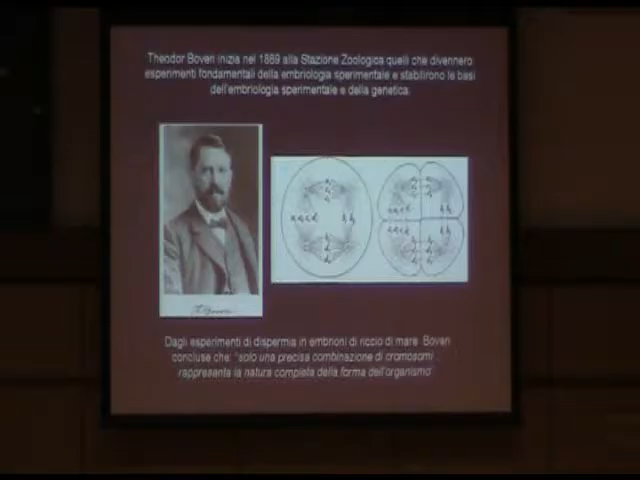 Theodor Boveri inizia nel 1889 alla Stazione Zoologica quelli che divennero
esperimenti fondamentali della embriologia sperimentale e stabilirono le basi
dell'embriologia sperimentale e della genetica.
Dagli esperimenti di dispermia in embrioni di riccio di mare Boveri
concluse che: "solo una precisa combinazione di cromosomi
rappresenta la natura completa della forma dell'organismo"